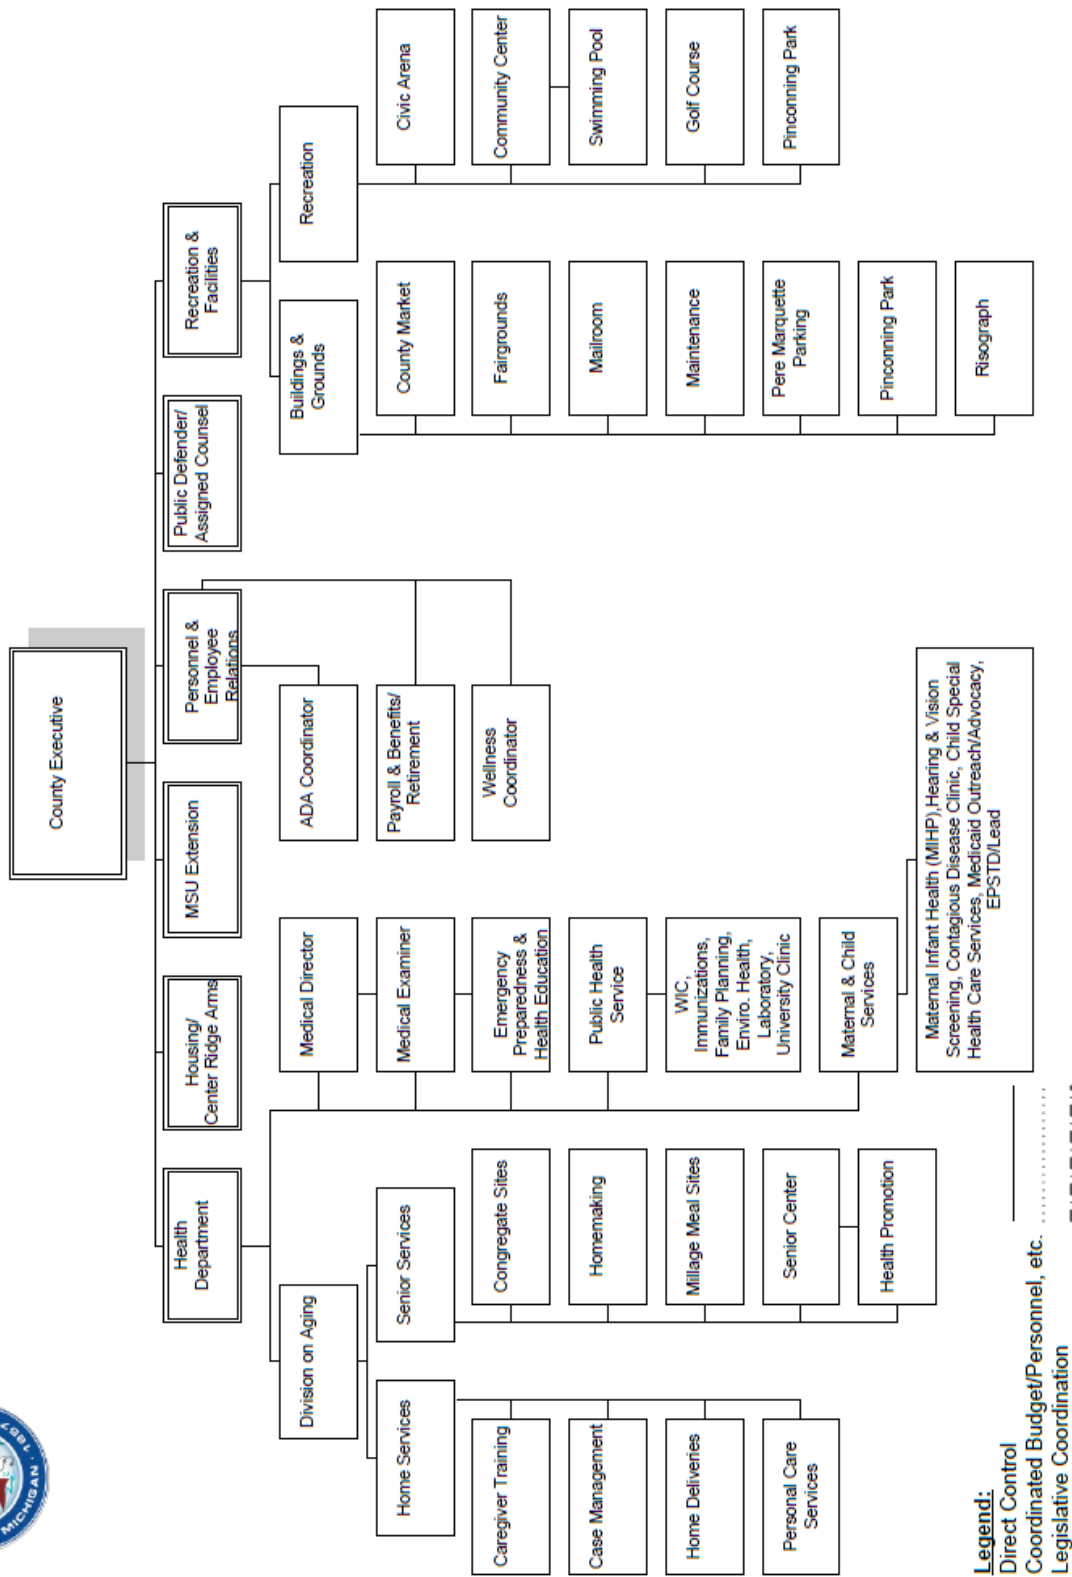 MICHIGAN · 1857
County Executive
Health
Department
Housing/
Center Ridge Arms
MSU Extension
Personnel &
Employee
Relations
Public Defender/
Assigned Counsel
Recreation &
Facilities
Division on Aging
Medical Director
ADA Coordinator
Buildings &
Grounds
Recreation
Home Services
Senior Services
Medical Examiner
Payroll & Benefits/
Retirement
County Market
Civic Arena
Caregiver Training
Congregate Sites
Emergency
Preparedness &
Health Education
Wellness
Coordinator
Fairgrounds
Community Center
Case Management
Homemaking
Public Health
Service
Mailroom
Swimming Pool
Home Deliveries
Millage Meal Sites
WIC,
Immunizations,
Family Planning,
Enviro. Health,
Laboratory,
University Clinic
Maintenance
Golf Course
Personal Care
Services
Senior Center
Maternal & Child
Services
Pere Marquette
Parking
Pinconning Park
Health Promotion
Pinconning Park
Maternal Infant Health (MIHP),Hearing & Vision
Screening, Contagious Disease Clinic, Child Special
Health Care Services, Medicaid Outreach/Advocacy,
EPSTD/Lead
Risograph
Legend:
Direct Control
Coordinated Budget/Personnel, etc.
Legislative Coordination